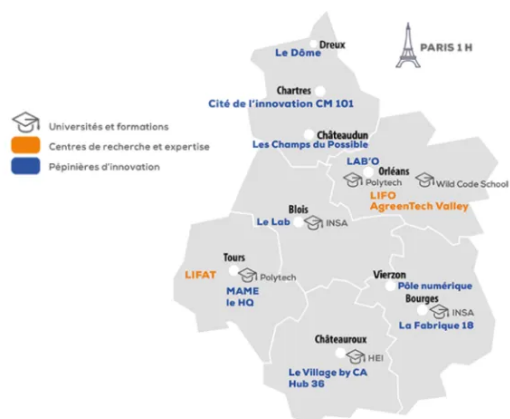 Dreux
Le Dôme
PARIS 1 H
Chartres
Cité de l'innovation CM 101
Universités et formations
Centres de recherche et expertise
Pépinières d'innovation
Châteaudun
Les Champs du Possible
LAB'O
Orléans
Polytech
Wild Code School
LIFO
AgreenTech Valley
Blois
Le Lab
INSA
Tours
LIFAT
Polytech
MAME
le HQ
Vierzon
Pôle numérique
Bourges
INSA
La Fabrique 18
Châteauroux
HEI
Le Village by CA
Hub 36